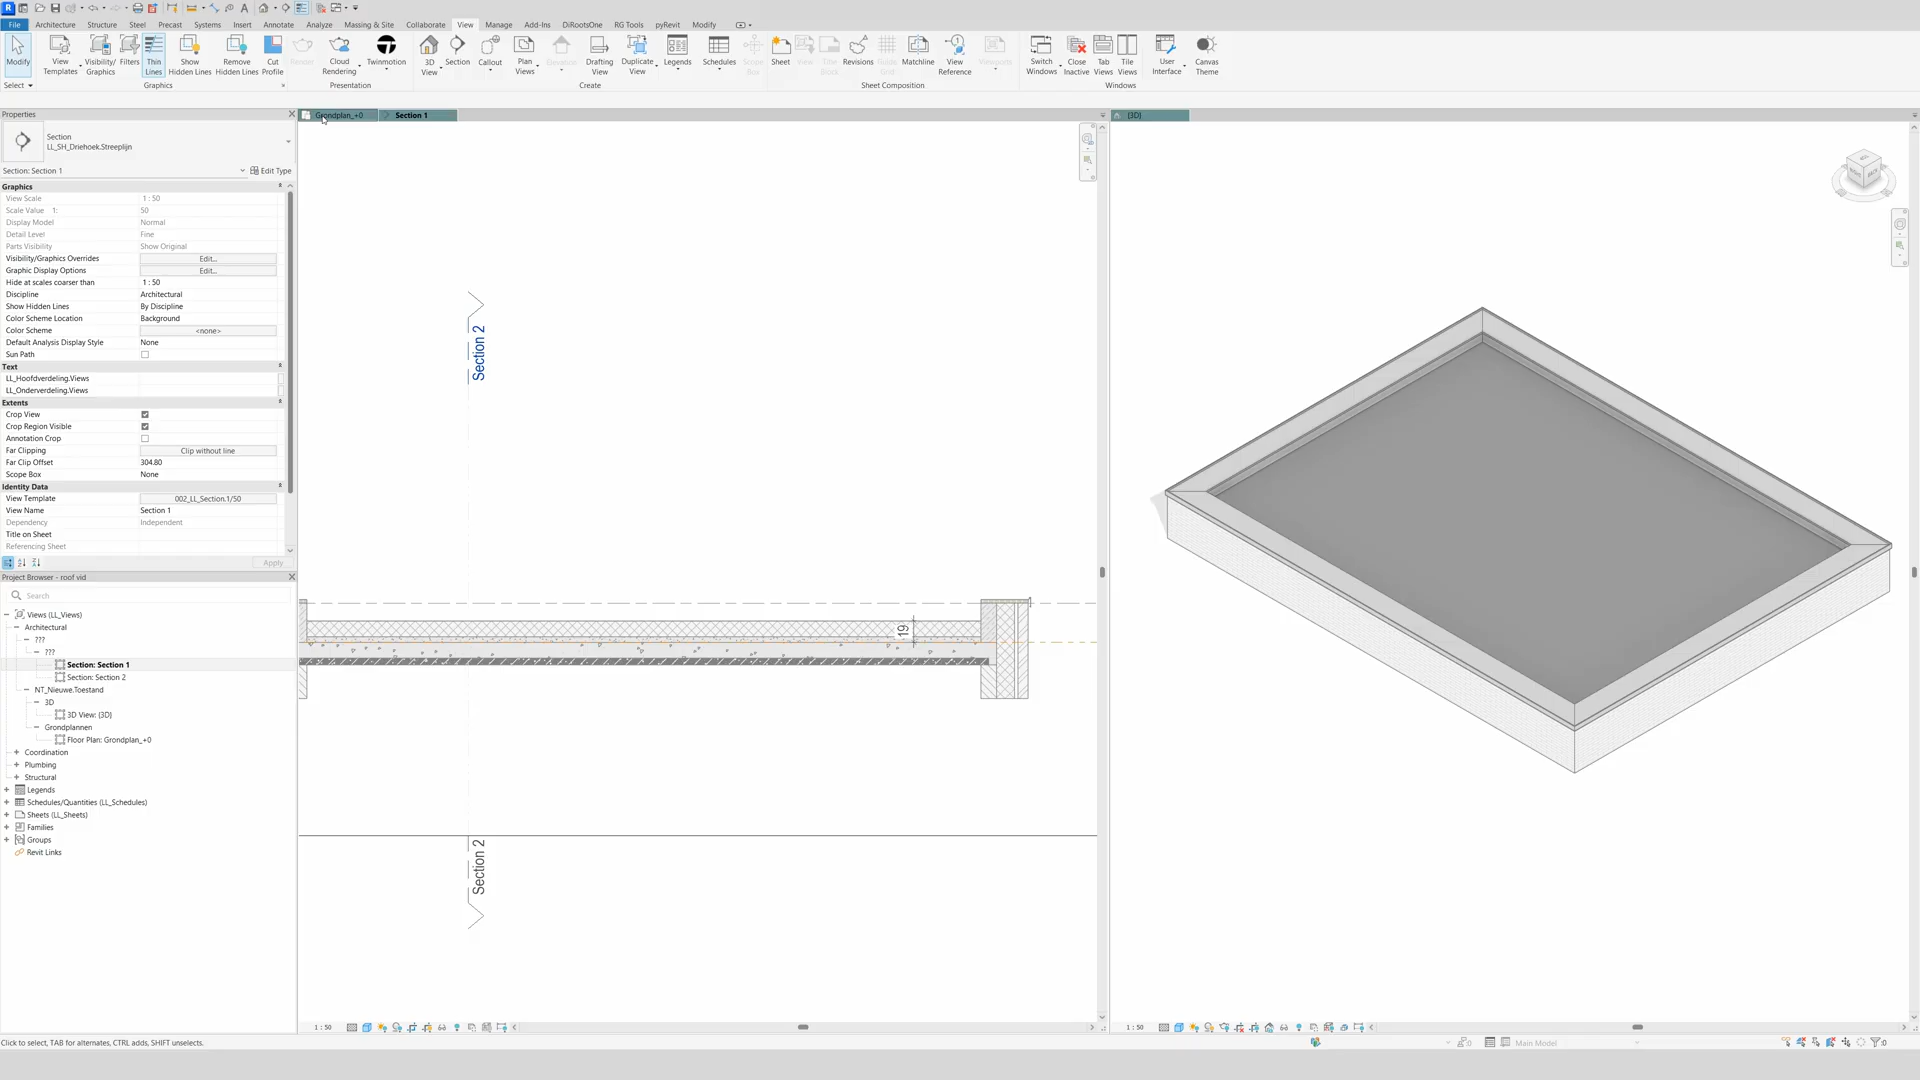 File Architecture Structure Steel Precast Systems Insert Annotate Analyze Massing & Site Collaborate View Manage Add-Ins DiRootsOne RG Tools pyRevit Modify
Modify
View Templates
Visibility/ Graphics
Filters
Thin Lines
Show Hidden Lines
Remove Hidden Lines
Cut Profile
Render
Cloud Rendering
Twinmotion
3D View
Section
Callout
Plan Views
Elevation
Drafting View
Duplicate View
Legends
Schedules
Scope Box
Sheet
View
Title Block
Revisions
Guide Grid
Matchline
View Reference
Viewports
Switch Windows
Close Inactive
Tab Views
Tile Views
User Interface
Canvas Theme
Select Graphics Presentation Create Sheet Composition Windows
Properties
Grondplan_+0 Section 1
{3D}
Section
LL_SH_Driehoek.Streeplijn
Section: Section 1 Edit Type
Graphics
View Scale 1 : 50
Scale Value 1: 50
Display Model Normal
Detail Level Fine
Parts Visibility Show Original
Visibility/Graphics Overrides Edit...
Graphic Display Options Edit...
Hide at scales coarser than 1 : 50
Discipline Architectural
Show Hidden Lines By Discipline
Color Scheme Location Background
Color Scheme <none>
Default Analysis Display Style None
Sun Path
Text
LL_Hoofdverdeling.Views
LL_Onderverdeling.Views
Extents
Crop View
Crop Region Visible
Annotation Crop
Far Clipping Clip without line
Far Clip Offset 304.80
Scope Box None
Identity Data
View Template 002_LL_Section.1/50
View Name Section 1
Dependency Independent
Title on Sheet
Referencing Sheet
Apply
Project Browser - roof vid
Search
Views (LL_Views)
Architectural
???
???
Section: Section 1
Section: Section 2
NT_Nieuwe.Toestand
3D
3D View: {3D}
Grondplannen
Floor Plan: Grondplan_+0
Coordination
Plumbing
Structural
Legends
Schedules/Quantities (LL_Schedules)
Sheets (LL_Sheets)
Families
Groups
Revit Links
Section 2
19
Section 2
1 : 50
1 : 50
Click to select, TAB for alternates, CTRL adds, SHIFT unselects.
:0
Main Model
:0